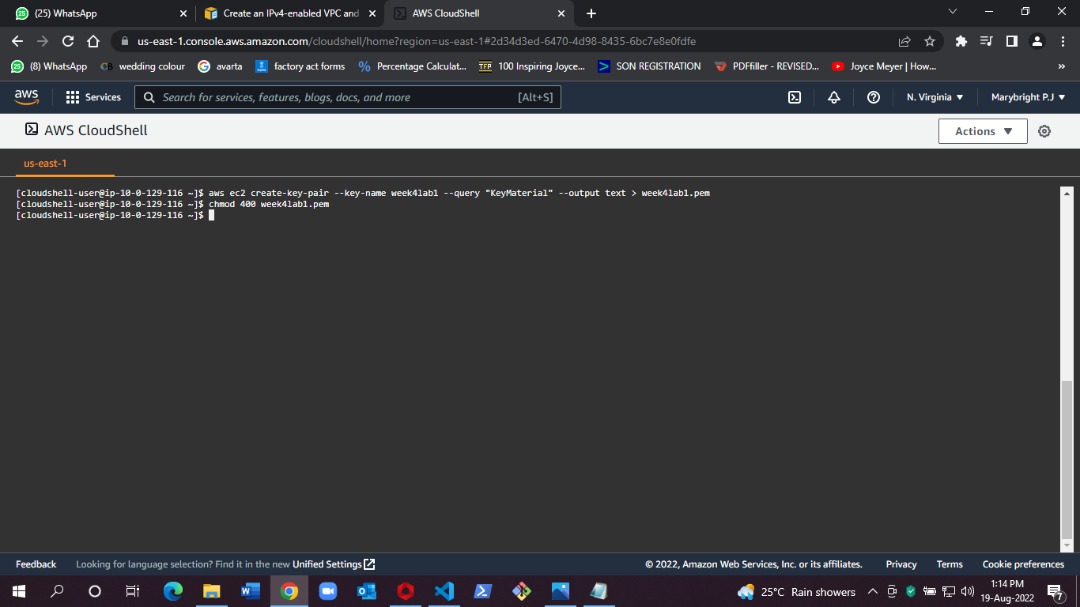 (25) WhatsApp
Create an IPv4-enabled VPC and
AWS CloudShell
us-east-1.console.aws.amazon.com/cloudshell/home?region=us-east-1#2d34d3ed-6470-4d98-8435-6bc7e8e0fdfe
(8) WhatsApp
wedding colour
avarta
factory act forms
Percentage Calculat...
100 Inspiring Joyce...
SON REGISTRATION
PDFfiller - REVISED...
Joyce Meyer | How...
»
aws
Services
Search for services, features, blogs, docs, and more
[Alt+S]
N. Virginia
Marybright P.J
AWS CloudShell
Actions
us-east-1
[cloudshell-user@ip-10-0-129-116 ~]$ aws ec2 create-key-pair --key-name week4lab1 --query "KeyMaterial" --output text > week4lab1.pem
[cloudshell-user@ip-10-0-129-116 ~]$ chmod 400 week4lab1.pem
[cloudshell-user@ip-10-0-129-116 ~]$
Feedback
Looking for language selection? Find it in the new Unified Settings
© 2022, Amazon Web Services, Inc. or its affiliates.
Privacy
Terms
Cookie preferences
25°C Rain showers
1:14 PM
19-Aug-2022
7